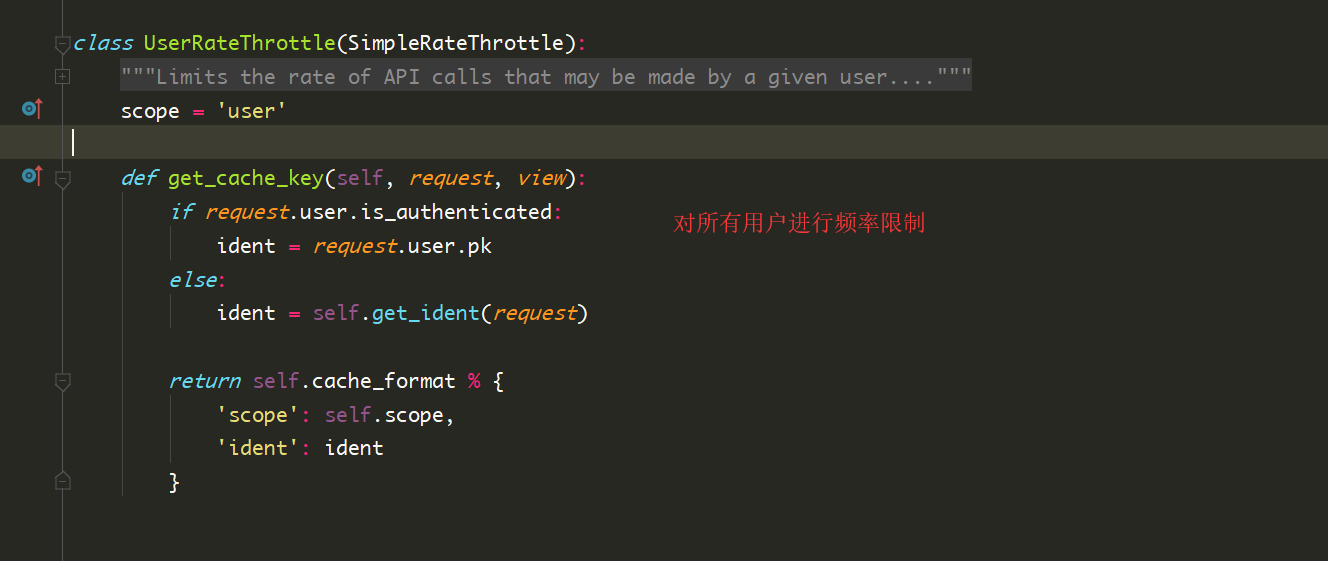 class UserRateThrottle(SimpleRateThrottle):
"""Limits the rate of API calls that may be made by a given user...."""
scope = 'user'
def get_cache_key(self, request, view):
if request.user.is_authenticated:
对所有用户进行频率限制
ident = request.user.pk
else:
ident = self.get_ident(request)
return self.cache_format % {
'scope': self.scope,
'ident': ident
}